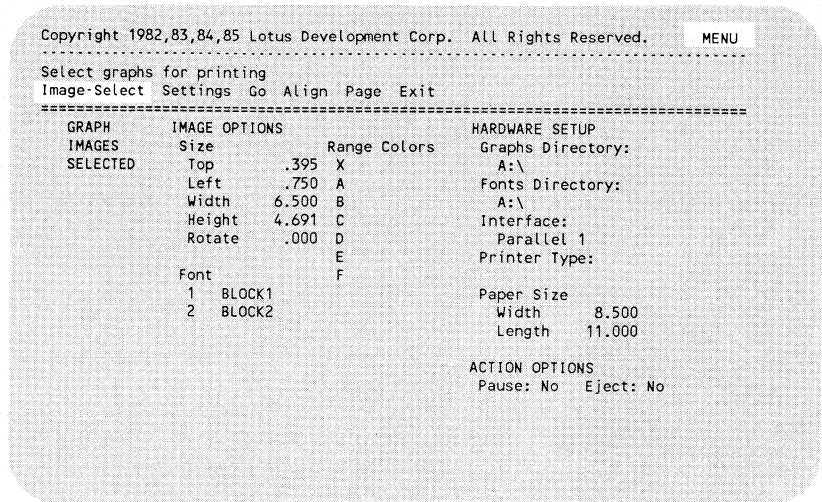 Copyright 1982,83,84,85 Lotus Development Corp. All Rights Reserved. MENU
Select graphs for printing
Image-Select Settings Go Align Page Exit
GRAPH IMAGE OPTIONS HARDWARE SETUP
IMAGES Size Range Colors Graphs Directory:
SELECTED Top .395 X A:\
Left .750 A Fonts Directory:
Width 6.500 B A:\
Height 4.691 C Interface:
Rotate .000 D Parallel 1
E Printer Type:
Font F
1 BLOCK1 Paper Size
2 BLOCK2 Width 8.500
Length 11.000
ACTION OPTIONS
Pause: No Eject: No